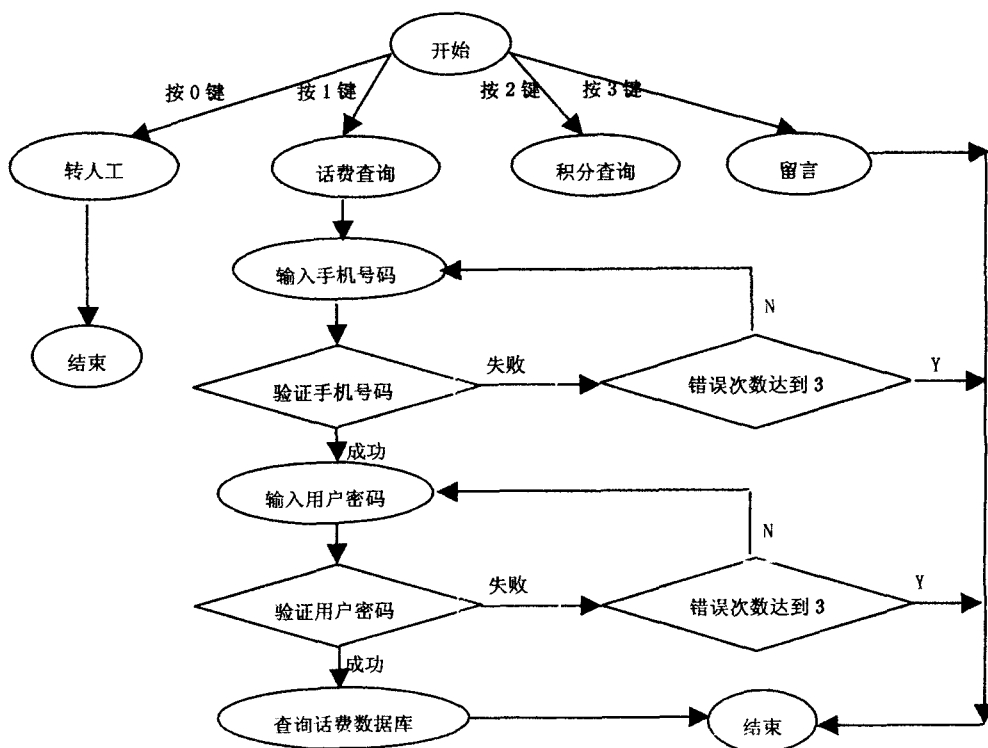 开始
按0键
按1键
按2键
按3键
转人工
话费查询
积分查询
留言
输入手机号码
N
结束
失败
验证手机号码
错误次数达到3
Y
成功
输入用户密码
N
失败
验证用户密码
错误次数达到3
Y
成功
查询话费数据库
结束